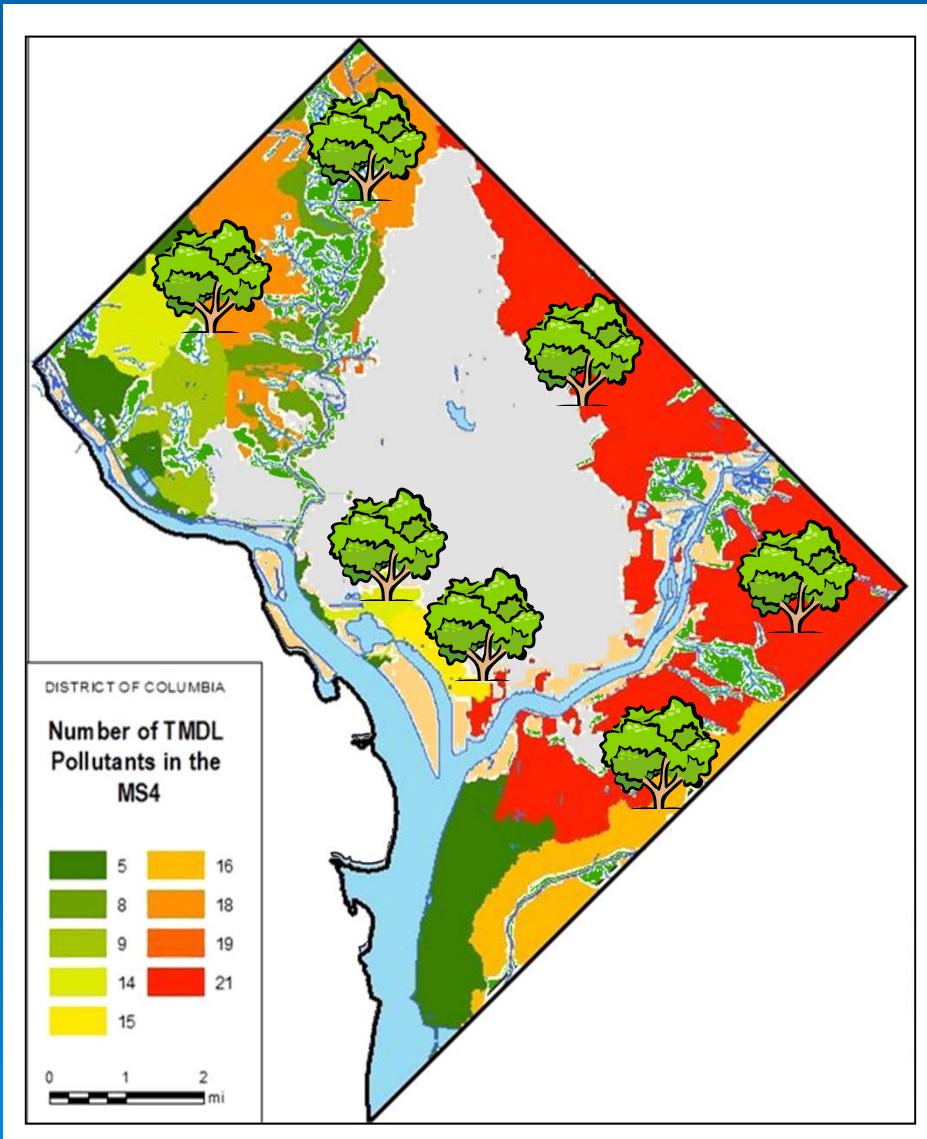 DISTRICT OF COLUMBIA
Number of TMDL
Pollutants in the
MS4
5
8
9
14
15
16
18
19
21
0 1 2
mi